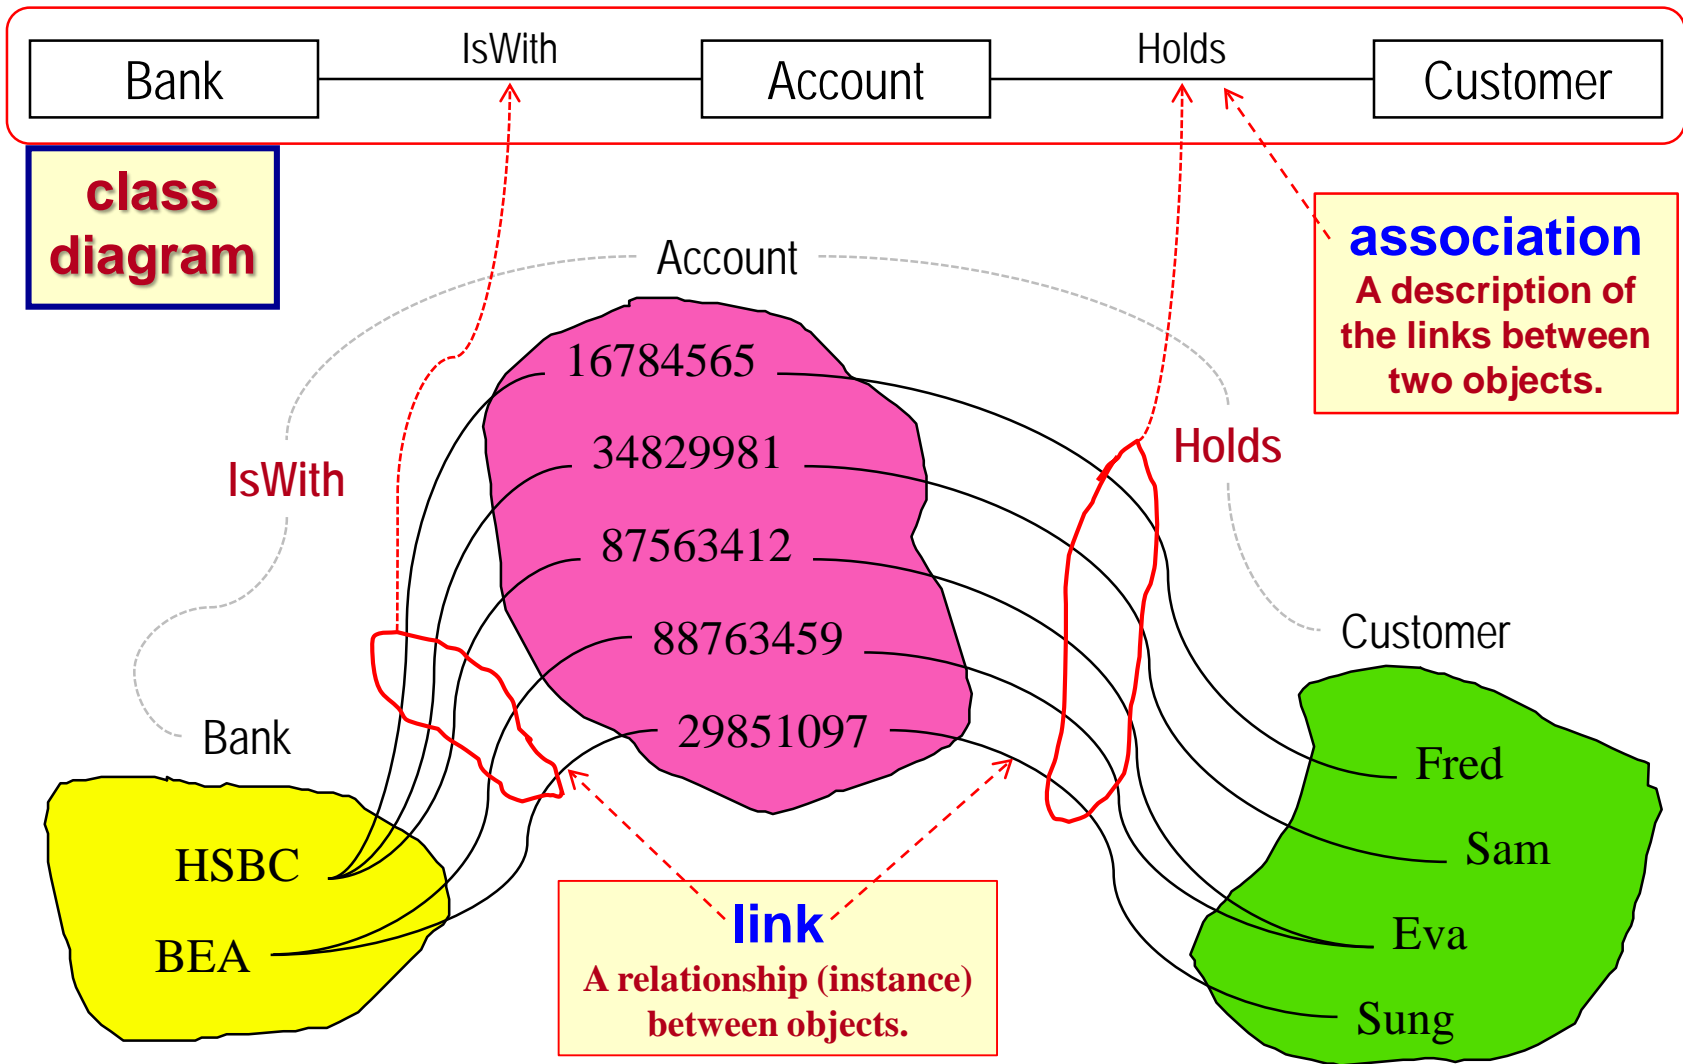 IsWith
Holds
Bank
Account
Customer
class
diagram
association
A description of
the links between
two objects.
Account
16784565
34829981
87563412
88763459
29851097
IsWith
Holds
Customer
Bank
Fred
Sam
Eva
Sung
HSBC
BEA
link
A relationship (instance)
between objects.